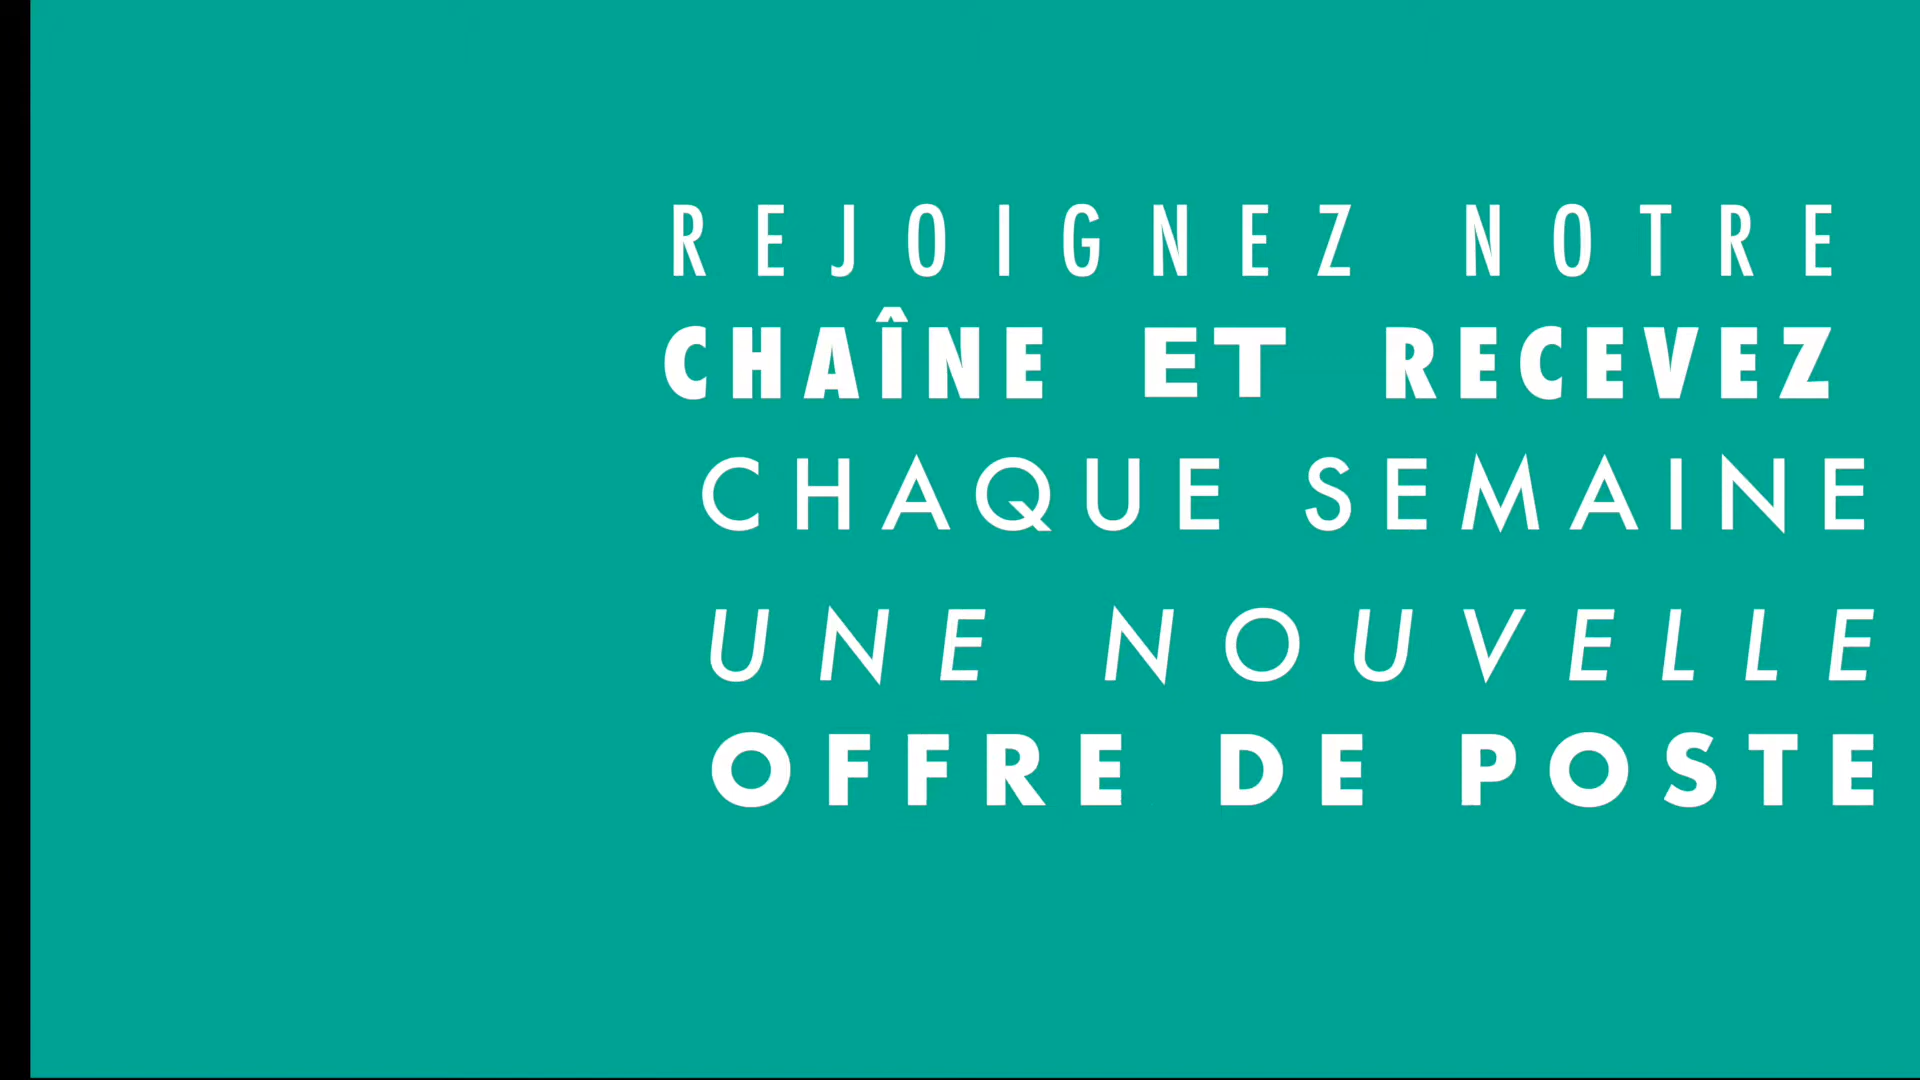 REJOIGNEZ NOTRE
CHAÎNE ET RECEVEZ
CHAQUE SEMAINE
UNE NOUVELLE
OFFRE DE POSTE